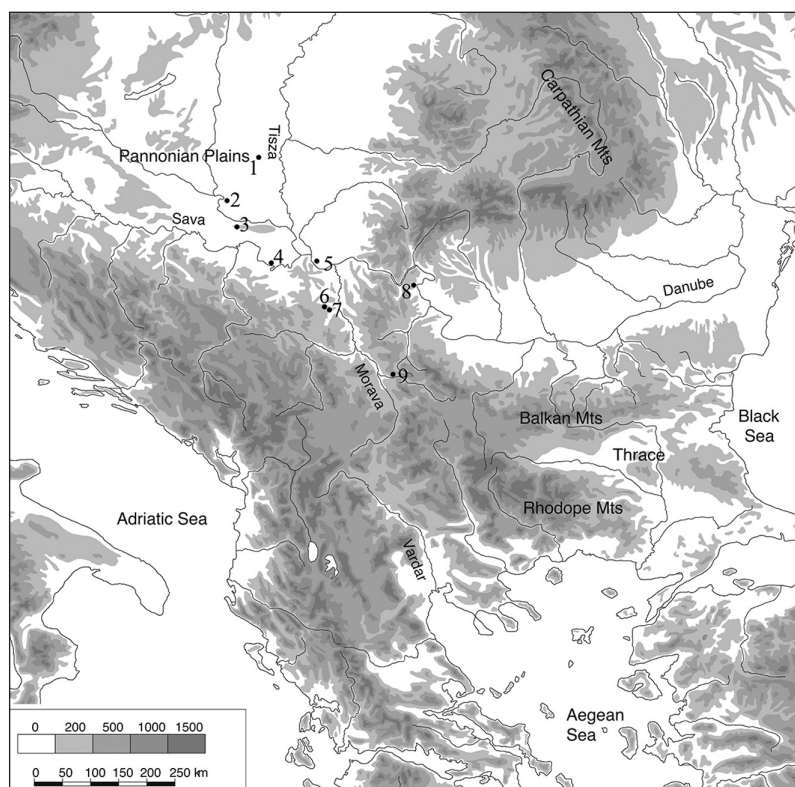 Carpathian Mts
Tisza
Pannonian Plains
1
2
Sava
3
4
5
8
Danube
6
7
9
Morava
Balkan Mts
Black
Sea
Thrace
Rhodope Mts
Adriatic Sea
Vardar
Aegean
Sea
0 200 500 1000 1500
0 50 100 150 200 250 km